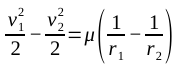 v₁²/2 − v₂²/2 = μ(1/r₁ − 1/r₂)